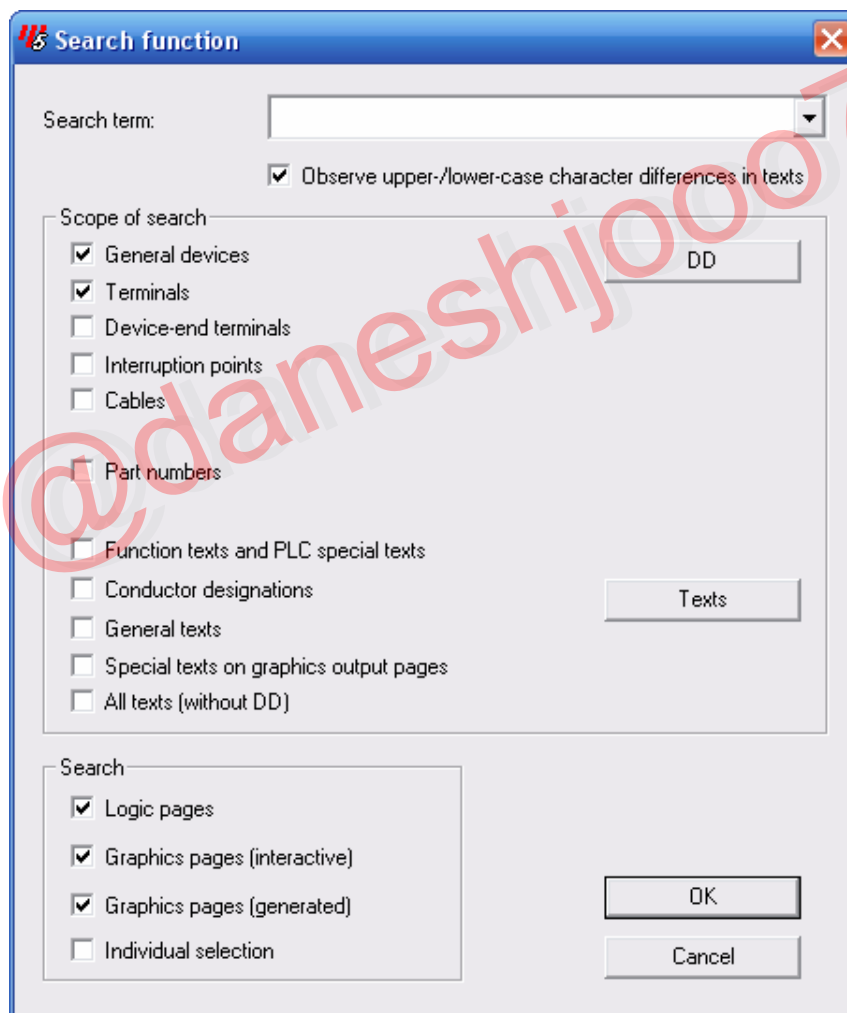 Search function
Search term:
Observe upper-/lower-case character differences in texts
Scope of search
General devices
DD
Terminals
Device-end terminals
Interruption points
Cables
Part numbers
Function texts and PLC special texts
Conductor designations
Texts
General texts
Special texts on graphics output pages
All texts (without DD)
Search
Logic pages
Graphics pages (interactive)
Graphics pages (generated)
OK
Individual selection
Cancel
@daneshjooo